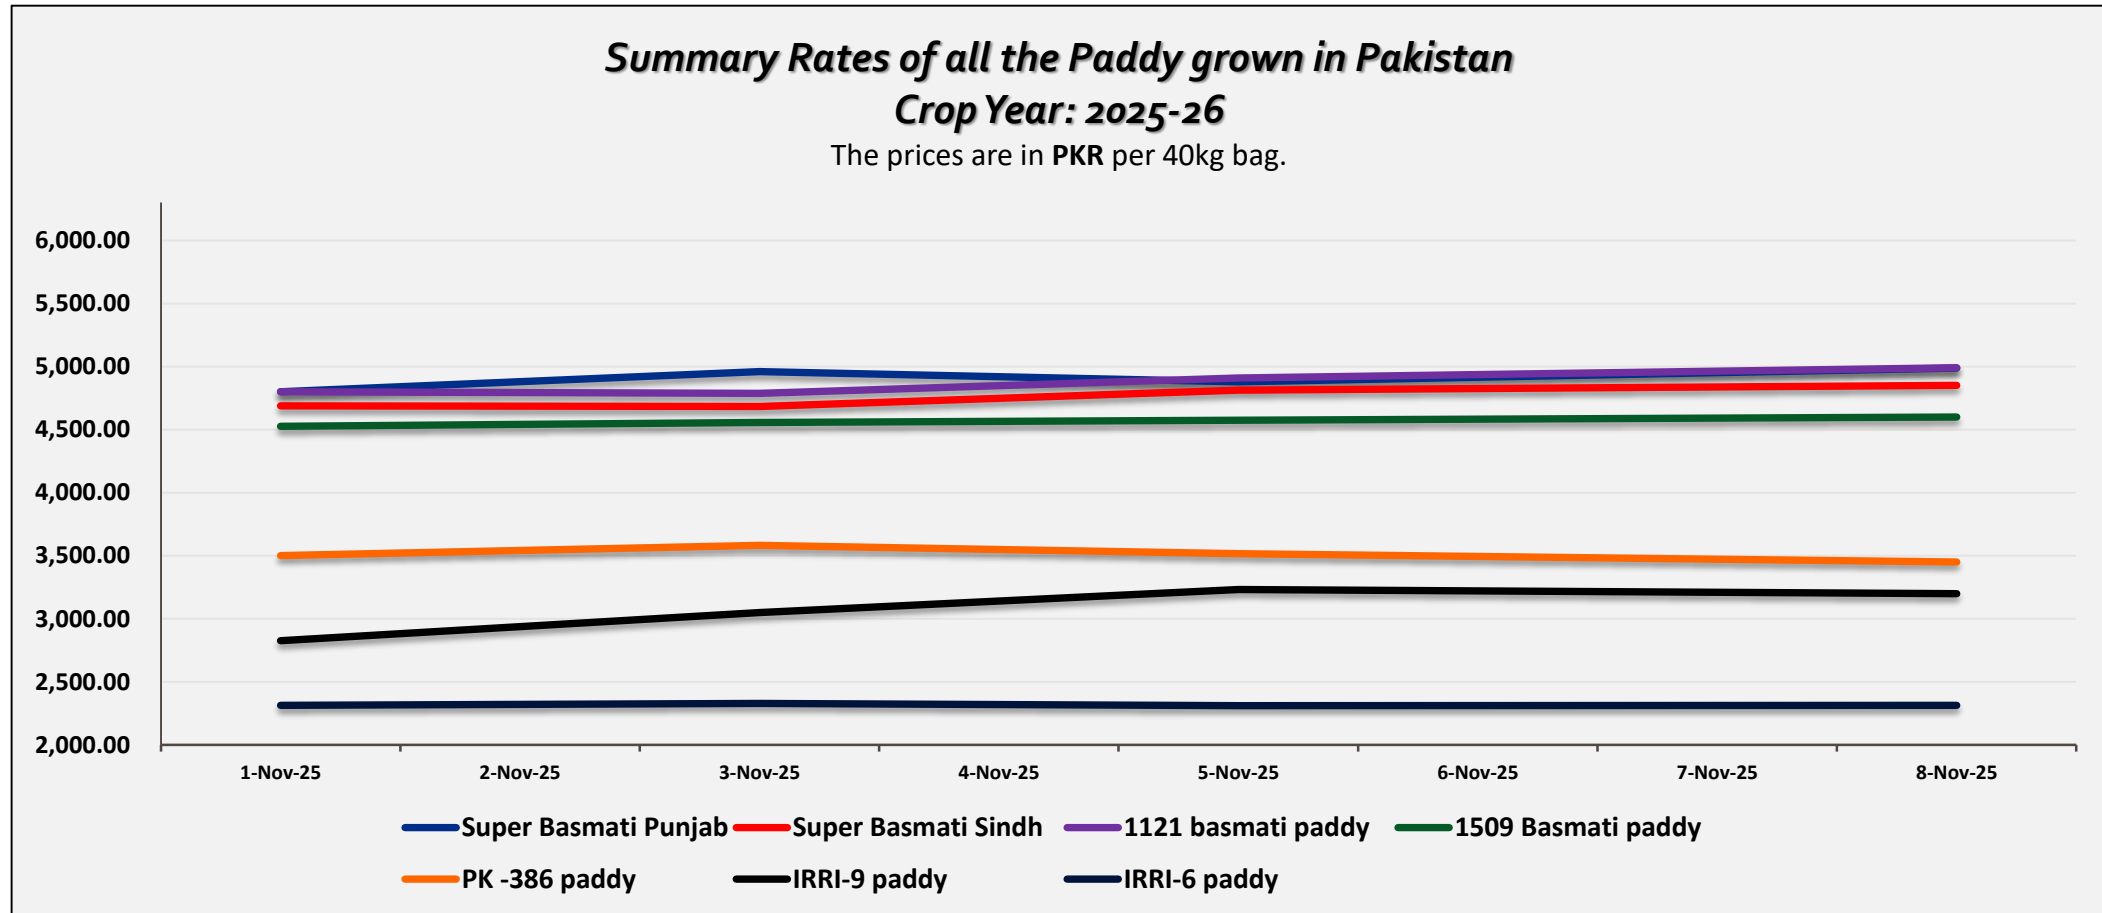 Summary Rates of all the Paddy grown in Pakistan
Crop Year: 2025-26
The prices are in PKR per 40kg bag.
6,000.00
5,500.00
5,000.00
4,500.00
4,000.00
3,500.00
3,000.00
2,500.00
2,000.00
1-Nov-25 2-Nov-25 3-Nov-25 4-Nov-25 5-Nov-25 6-Nov-25 7-Nov-25 8-Nov-25
Super Basmati Punjab Super Basmati Sindh 1121 basmati paddy 1509 Basmati paddy
PK -386 paddy IRRI-9 paddy IRRI-6 paddy